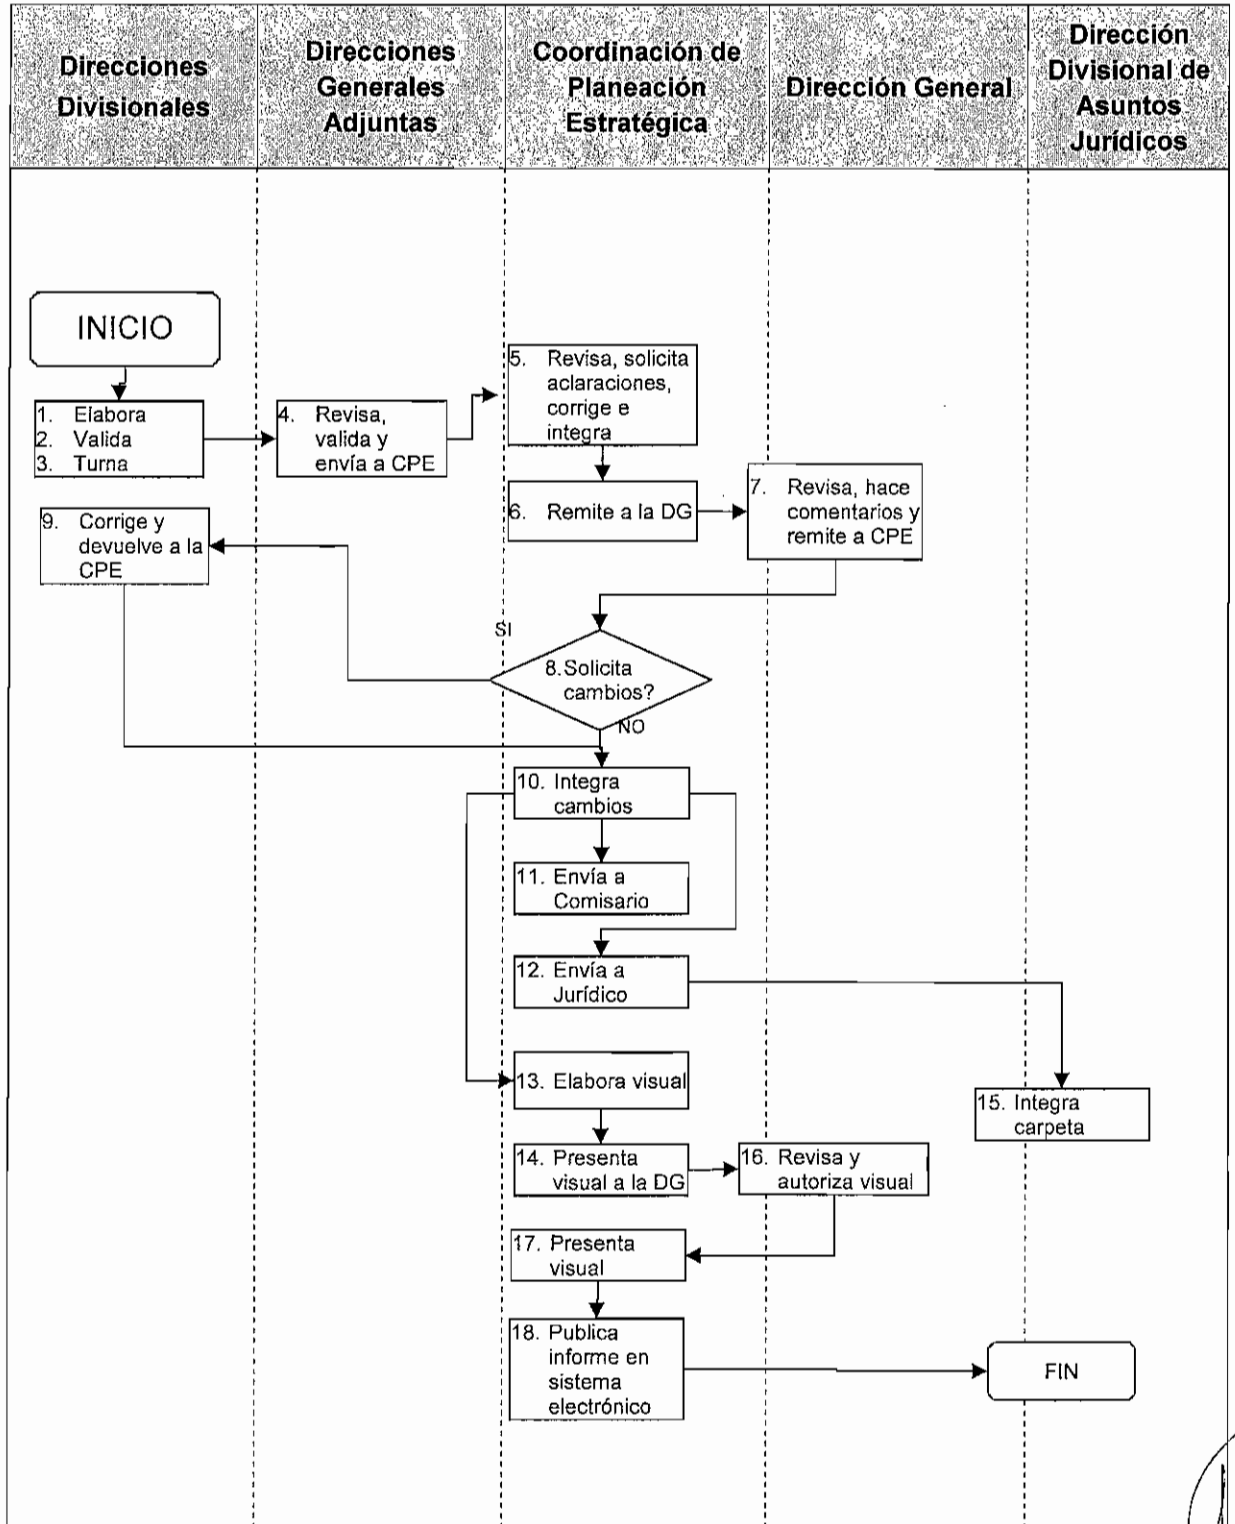 Direcciones
Divisionales
Direcciones
Generales
Adjuntas
Coordinación de
Planeación
Estratégica
Dirección General
Dirección
Divisional de
Asuntos
Jurídicos
INICIO
1. Elabora
2. Valida
3. Turna
4. Revisa,
valida y
envía a CPE
5. Revisa, solicita
aclaraciones,
corrige e
integra
6. Remite a la DG
7. Revisa, hace
comentarios y
remite a CPE
SI
8. Solicita
cambios?
NO
9. Corrige y
devuelve a la
CPE
10. Integra
cambios
11. Envía a
Comisario
12. Envía a
Jurídico
13. Elabora visual
14. Presenta
visual a la DG
15. Integra
carpeta
16. Revisa y
autoriza visual
17. Presenta
visual
18. Publica
informe en
sistema
electrónico
FIN